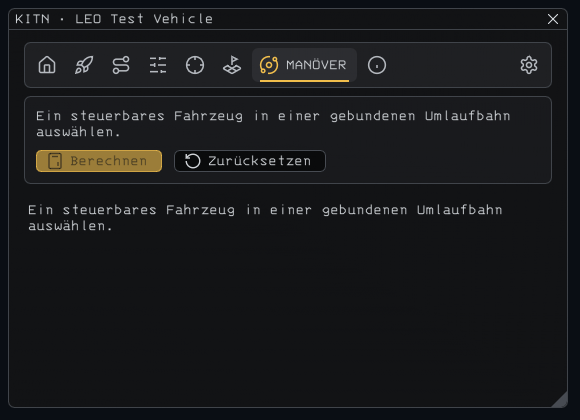 KITN · LEO Test Vehicle
MANÖVER
Ein steuerbares Fahrzeug in einer gebundenen Umlaufbahn
auswählen.
Berechnen
Zurücksetzen
Ein steuerbares Fahrzeug in einer gebundenen Umlaufbahn
auswählen.